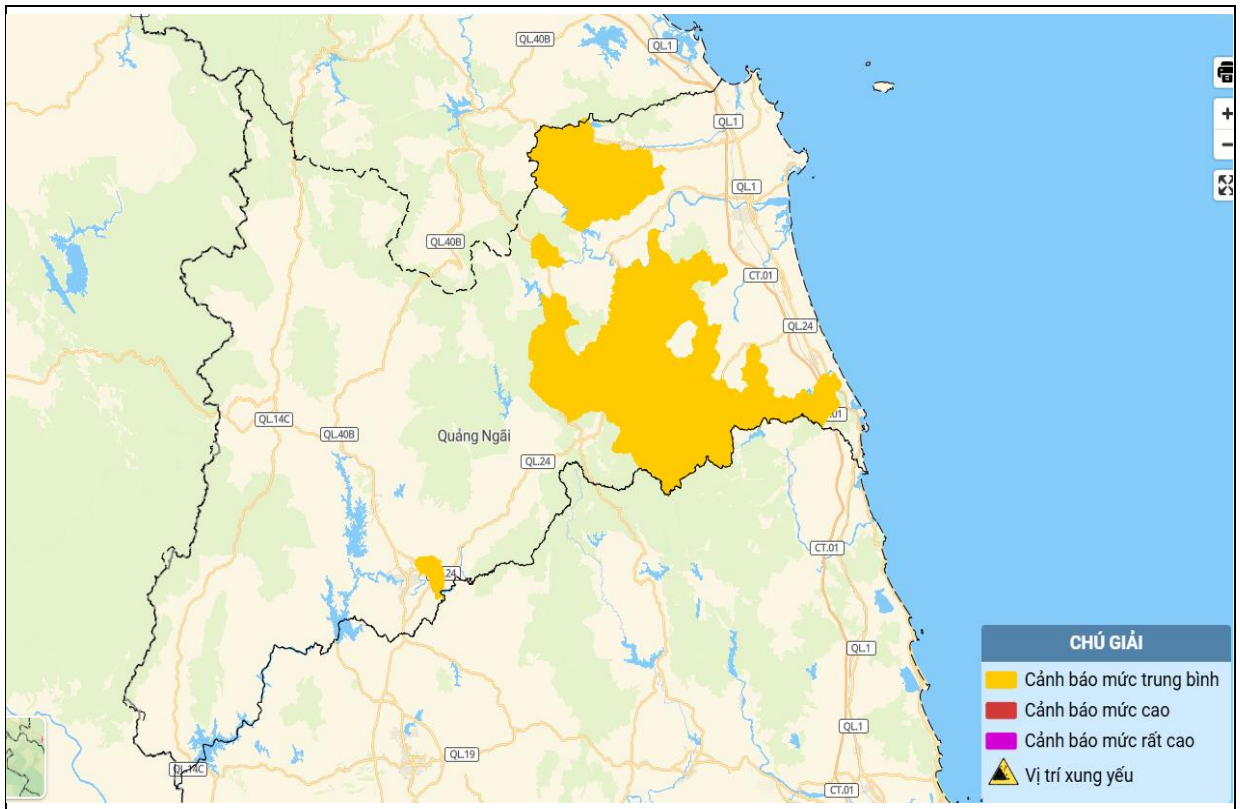 QL.40B
QL.1
QL.1
QL.1
QL.40B
CT.01
QL.24
.01
QL.14C
QL.40B
Quảng Ngãi
QL.24
CT.01
.24
QL.1
QL.1
QL.19
QL.14C
CT.01
CHÚ GIẢI
Cảnh báo mức trung bình
Cảnh báo mức cao
Cảnh báo mức rất cao
Vị trí xung yếu